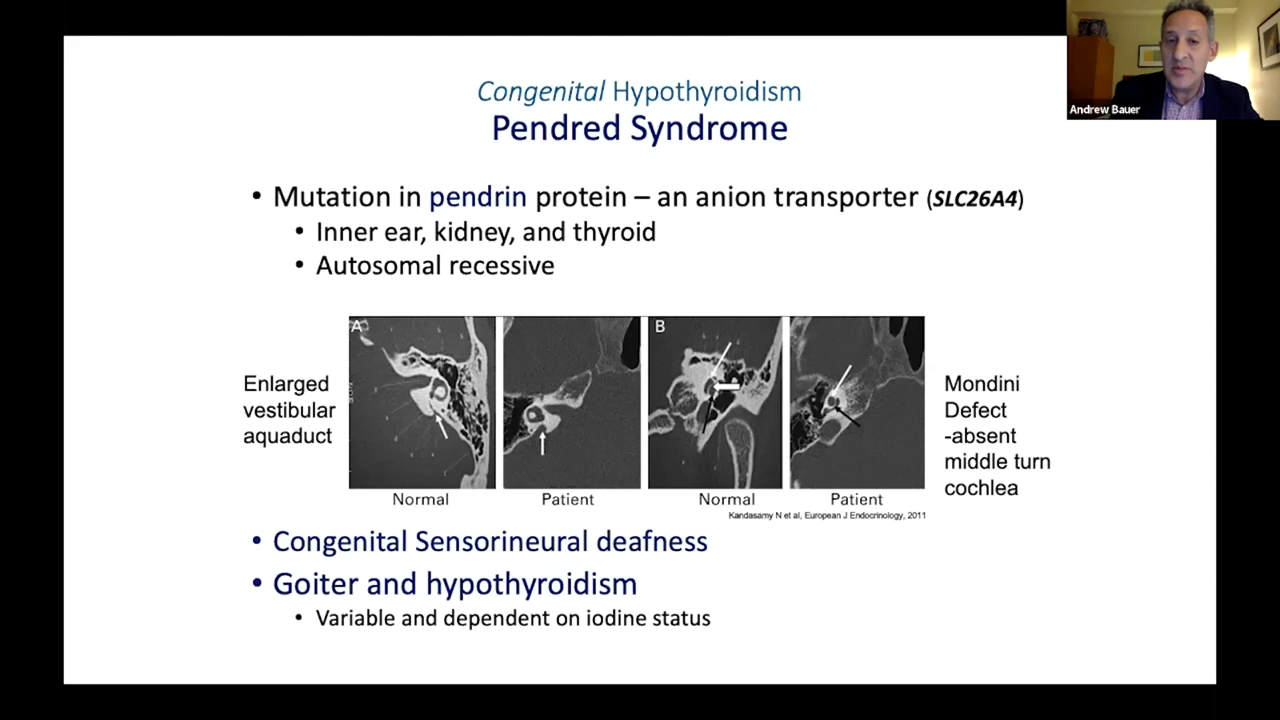 Andrew Bauer
Congenital Hypothyroidism
Pendred Syndrome
• Mutation in pendrin protein – an anion transporter (SLC26A4)
• Inner ear, kidney, and thyroid
• Autosomal recessive
Enlarged
vestibular
aquaduct
A
B
Mondini
Defect
-absent
middle turn
cochlea
Normal
Patient
Normal
Patient
Kandasamy N et al, European J Endocrinology, 2011
• Congenital Sensorineural deafness
• Goiter and hypothyroidism
• Variable and dependent on iodine status